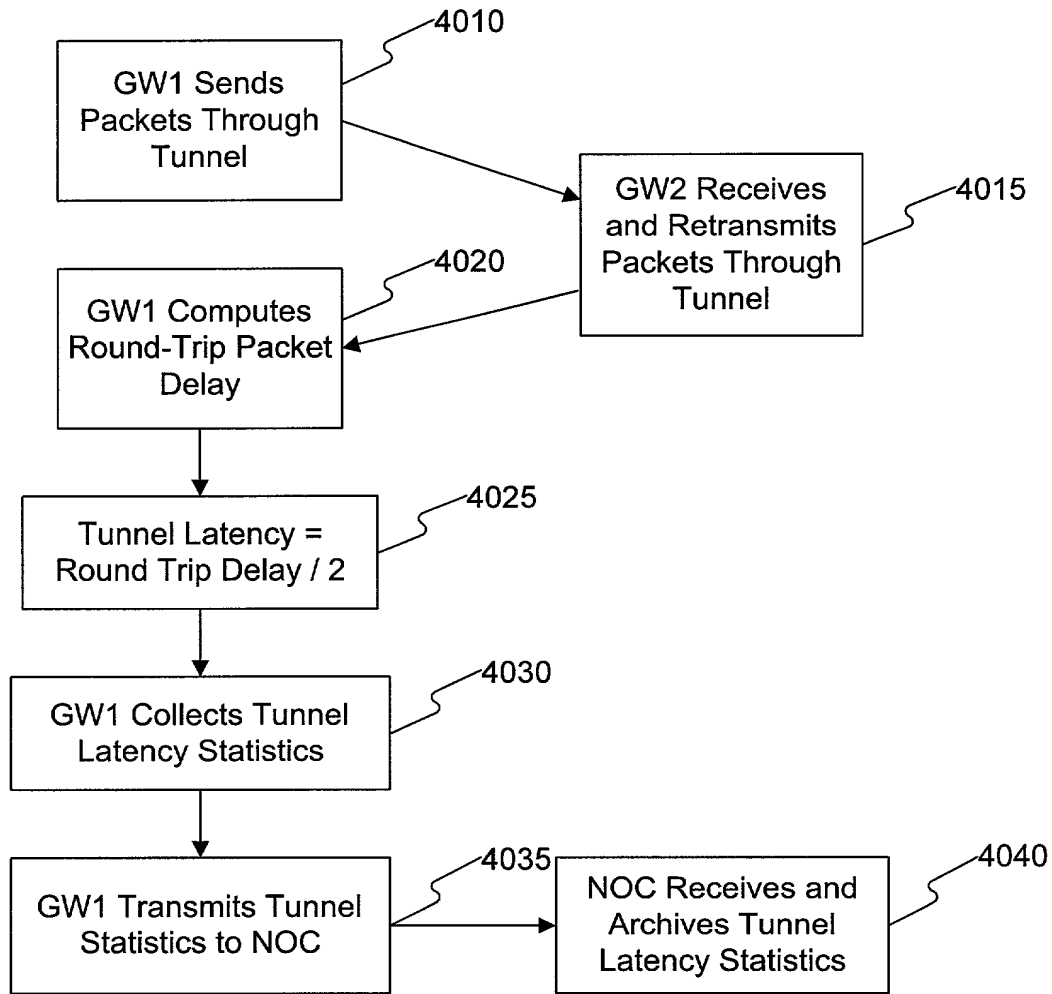 4010
GW1 Sends
Packets Through
Tunnel
GW2 Receives
and Retransmits
Packets Through
Tunnel
4015
4020
GW1 Computes
Round-Trip Packet
Delay
4025
Tunnel Latency =
Round Trip Delay / 2
4030
GW1 Collects Tunnel
Latency Statistics
4035
GW1 Transmits Tunnel
Statistics to NOC
4040
NOC Receives and
Archives Tunnel
Latency Statistics